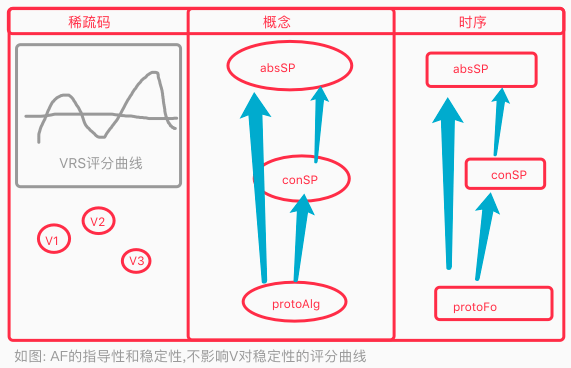 稀疏码
概念
时序
absSP
absSP
VRS评分曲线
conSP
conSP
V1
V2
V3
protoAlg
protoFo
如图: AF的指导性和稳定性,不影响V对稳定性的评分曲线